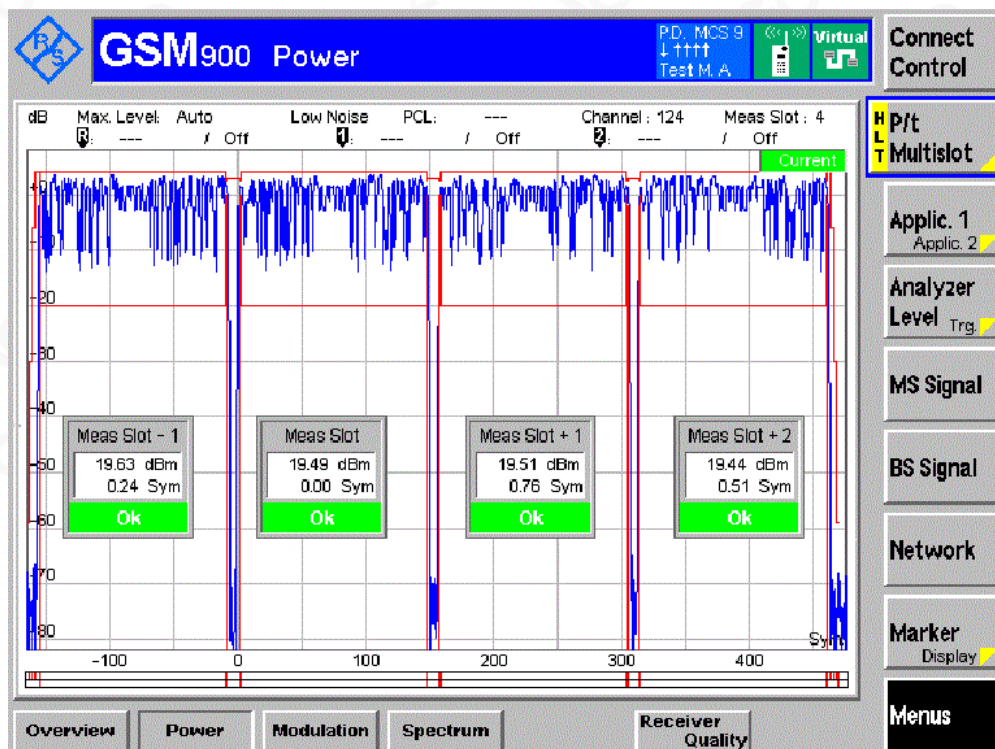 R/S
GSM900 Power
P.D. MCS 9
↓ ↑↑↑↑
Test M. A.
Virtual
Connect Control
dB Max. Level: Auto Low Noise PCL: --- Channel : 124 Meas Slot : 4
R: --- / Off 1: --- / Off 2: --- / Off
Current
HLT
P/t Multislot
Applic. 1
Applic. 2
Analyzer Level Trg.
MS Signal
BS Signal
Network
Marker
Display
Menus
+0
-10
-20
-30
-40
-50
-60
-70
-80
Meas Slot - 1
19.63 dBm
0.24 Sym
Ok
Meas Slot
19.49 dBm
0.00 Sym
Ok
Meas Slot + 1
19.51 dBm
0.76 Sym
Ok
Meas Slot + 2
19.44 dBm
0.51 Sym
Ok
Sym
-100 0 100 200 300 400
Overview Power Modulation Spectrum Receiver Quality